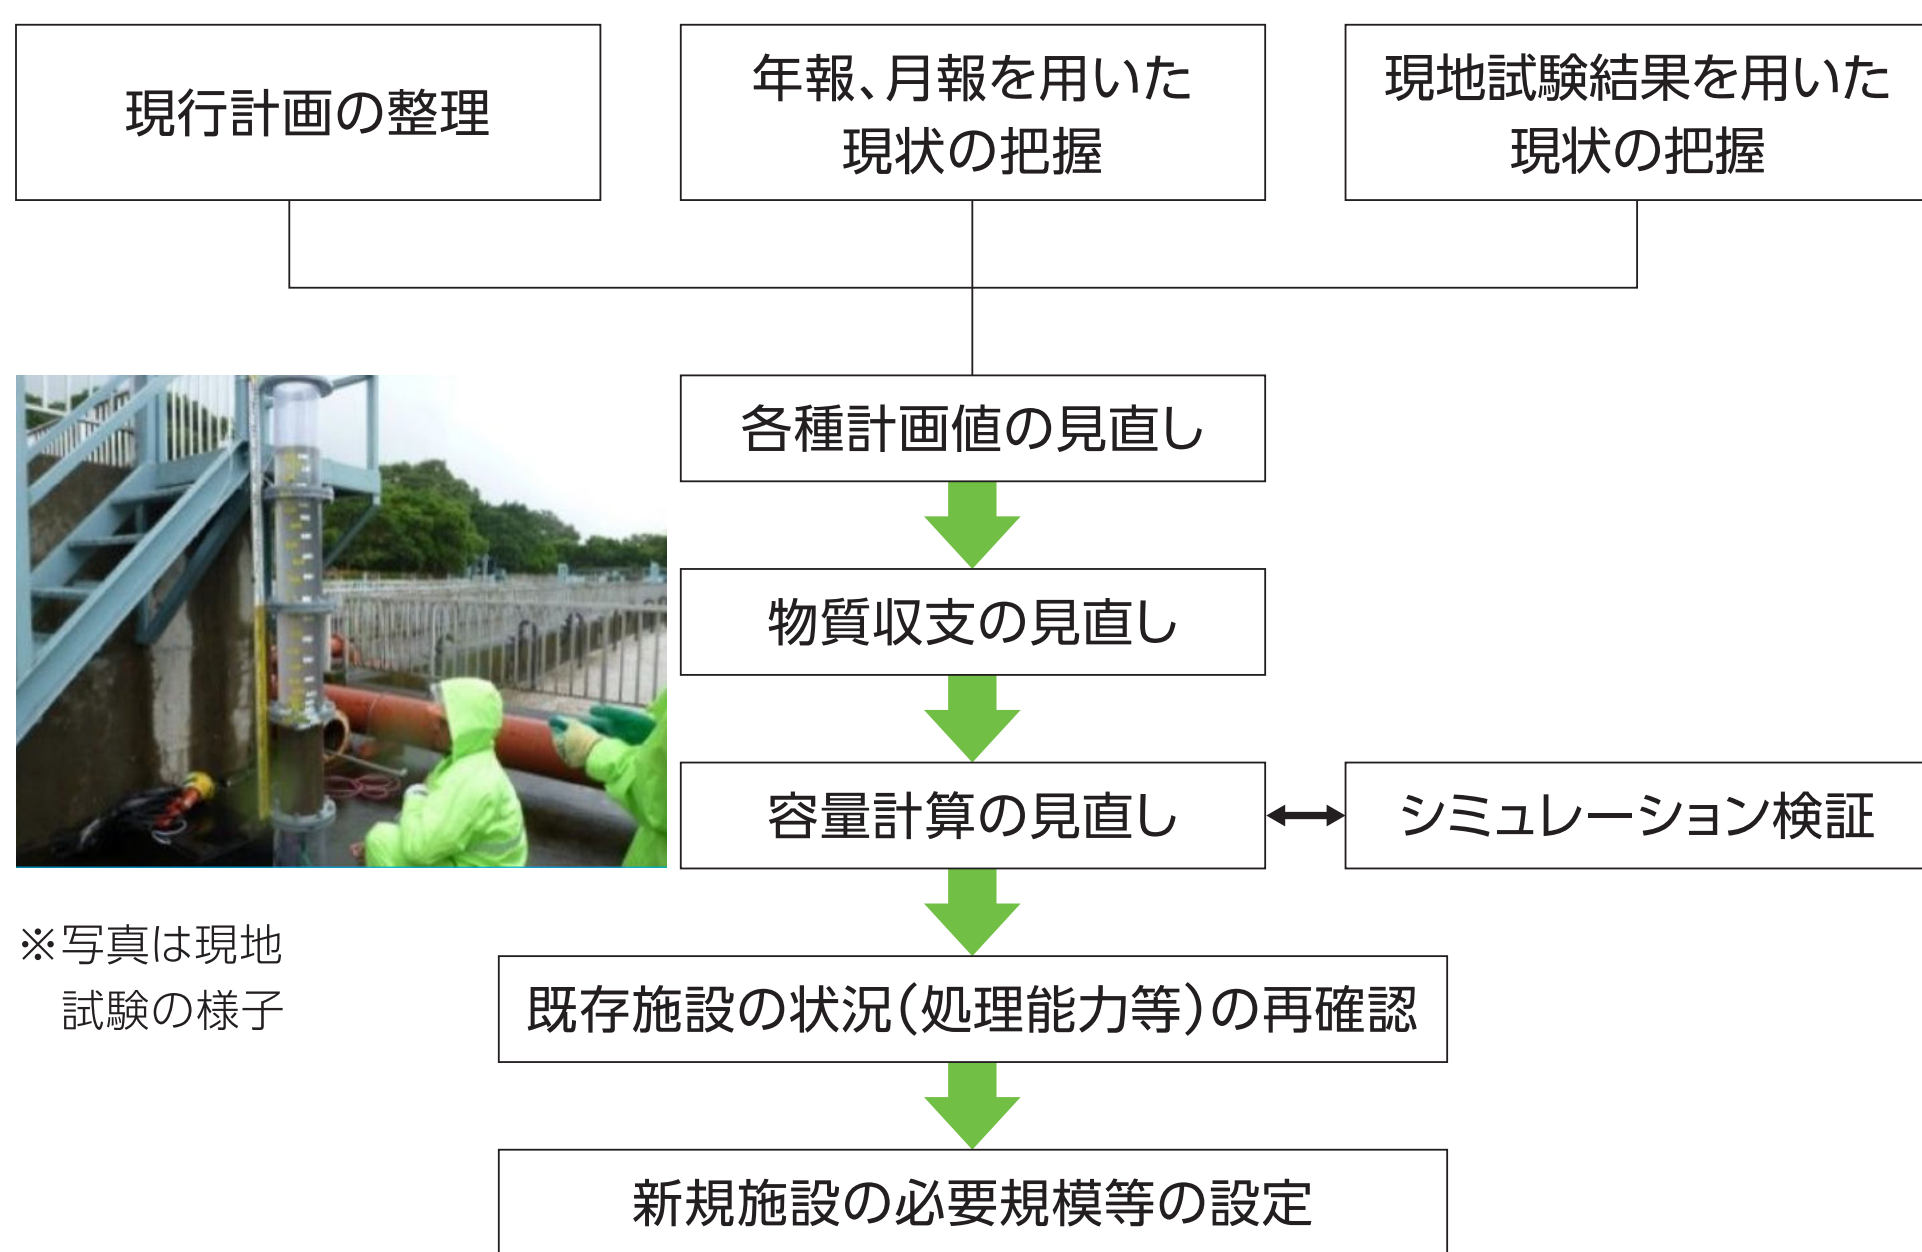 現行計画の整理
年報、月報を用いた
現状の把握
現地試験結果を用いた
現状の把握
各種計画値の見直し
物質収支の見直し
容量計算の見直し
シミュレーション検証
※写真は現地
試験の様子
既存施設の状況(処理能力等)の再確認
新規施設の必要規模等の設定